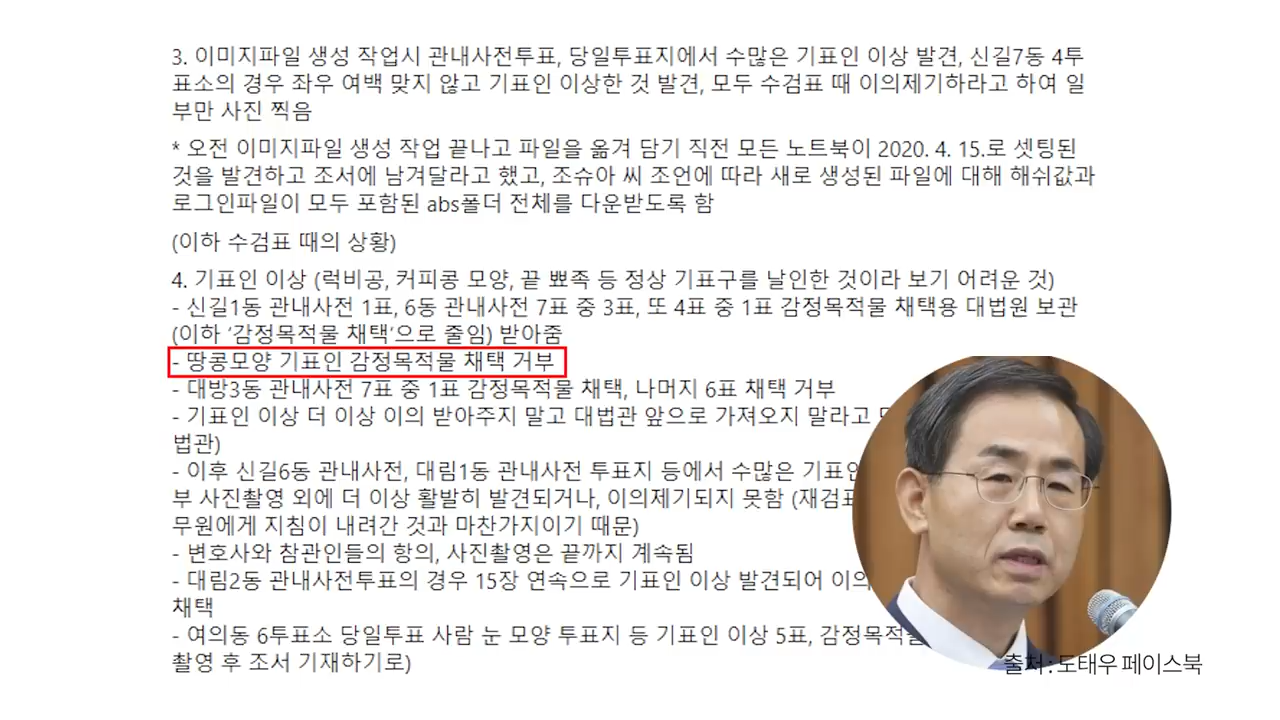 3. 이미지파일 생성 작업시 관내사전투표, 당일투표지에서 수많은 기표인 이상 발견, 신길7동 4투
표소의 경우 좌우 여백 맞지 않고 기표인 이상한 것 발견, 모두 수검표 때 이의제기하라고 하여 일
부만 사진 찍음
* 오전 이미지파일 생성 작업 끝나고 파일을 옮겨 담기 직전 모든 노트북이 2020. 4. 15.로 셋팅된
것을 발견하고 조서에 남겨달라고 했고, 조슈아 씨 조언에 따라 새로 생성된 파일에 대해 해쉬값과
로그인파일이 모두 포함된 abs폴더 전체를 다운받도록 함
(이하 수검표 때의 상황)
4. 기표인 이상 (럭비공, 커피콩 모양, 끝 뾰족 등 정상 기표구를 날인한 것이라 보기 어려운 것)
- 신길1동 관내사전 1표, 6동 관내사전 7표 중 3표, 또 4표 중 1표 감정목적물 채택용 대법원 보관
(이하 ‘감정목적물 채택’으로 줄임) 받아줌
- 땅콩모양 기표인 감정목적물 채택 거부
- 대방3동 관내사전 7표 중 1표 감정목적물 채택, 나머지 6표 채택 거부
- 기표인 이상 더 이상 이의 받아주지 말고 대법관 앞으로 가져오지 말라고
법관)
- 이후 신길6동 관내사전, 대림1동 관내사전 투표지 등에서 수많은 기표인
부 사진촬영 외에 더 이상 활발히 발견되거나, 이의제기되지 못함 (재검표
무원에게 지침이 내려간 것과 마찬가지이기 때문)
- 변호사와 참관인들의 항의, 사진촬영은 끝까지 계속됨
- 대림2동 관내사전투표의 경우 15장 연속으로 기표인 이상 발견되어 이의
채택
- 여의동 6투표소 당일투표 사람 눈 모양 투표지 등 기표인 이상 5표, 감정목적물
촬영 후 조서 기재하기로)
출처 : 도태우 페이스북